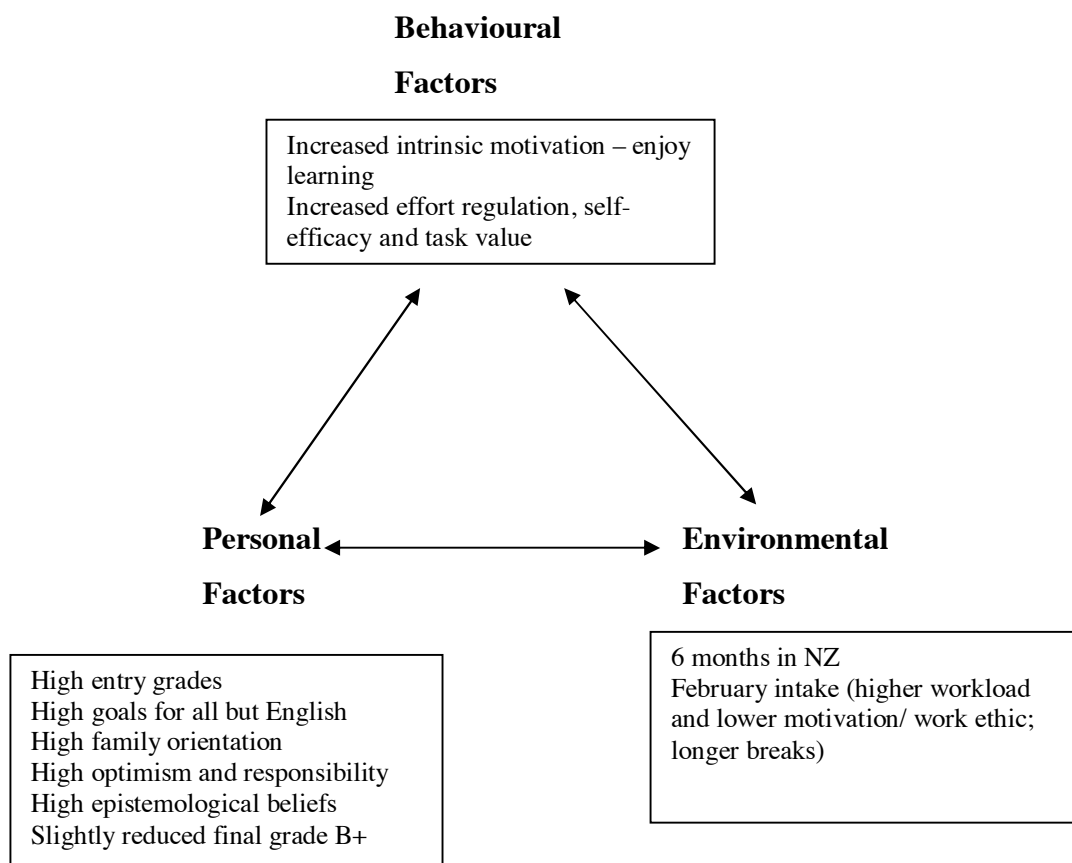 Behavioural
Factors
Increased intrinsic motivation – enjoy
learning
Increased effort regulation, self-
efficacy and task value
Personal
Factors
Environmental
Factors
High entry grades
High goals for all but English
High family orientation
High optimism and responsibility
High epistemological beliefs
Slightly reduced final grade B+
6 months in NZ
February intake (higher workload
and lower motivation/ work ethic;
longer breaks)